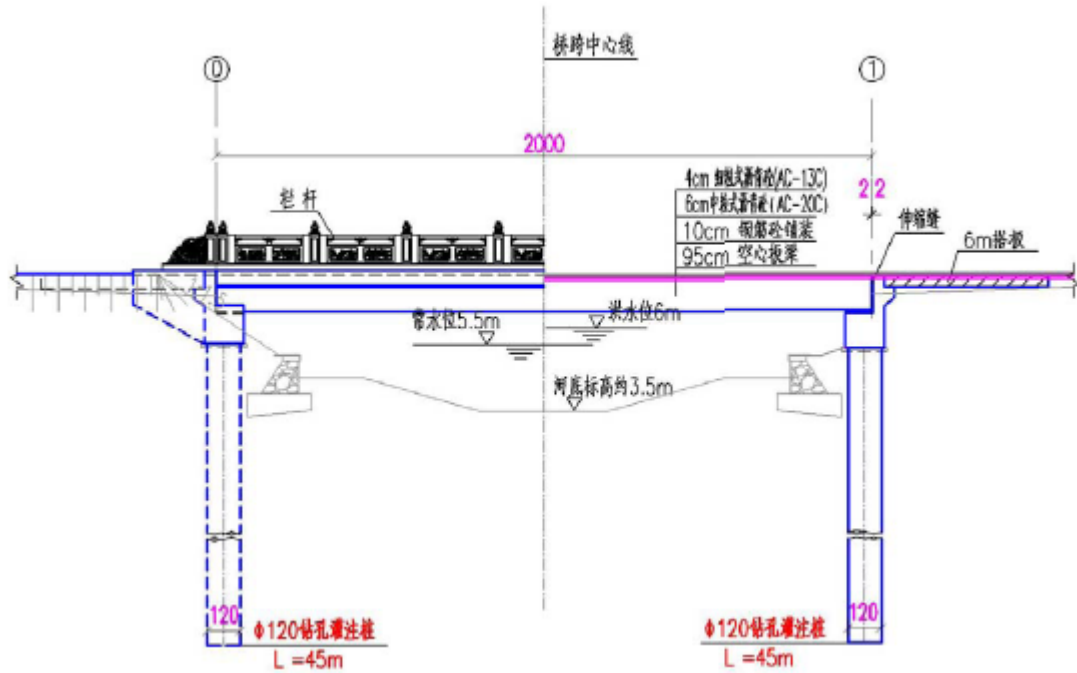 桥跨中心线
0
1
2000
4cm 细粒式沥青砼(AC-13C)
6cm中粒式沥青砼(AC-20C)
10cm 钢筋砼铺装
95cm 空心板梁
2 2
栏杆
伸缩缝
6m搭板
常水位5.5m
洪水位6m
河底标高约3.5m
120
120
Φ120钻孔灌注桩
L =45m
Φ120钻孔灌注桩
L =45m